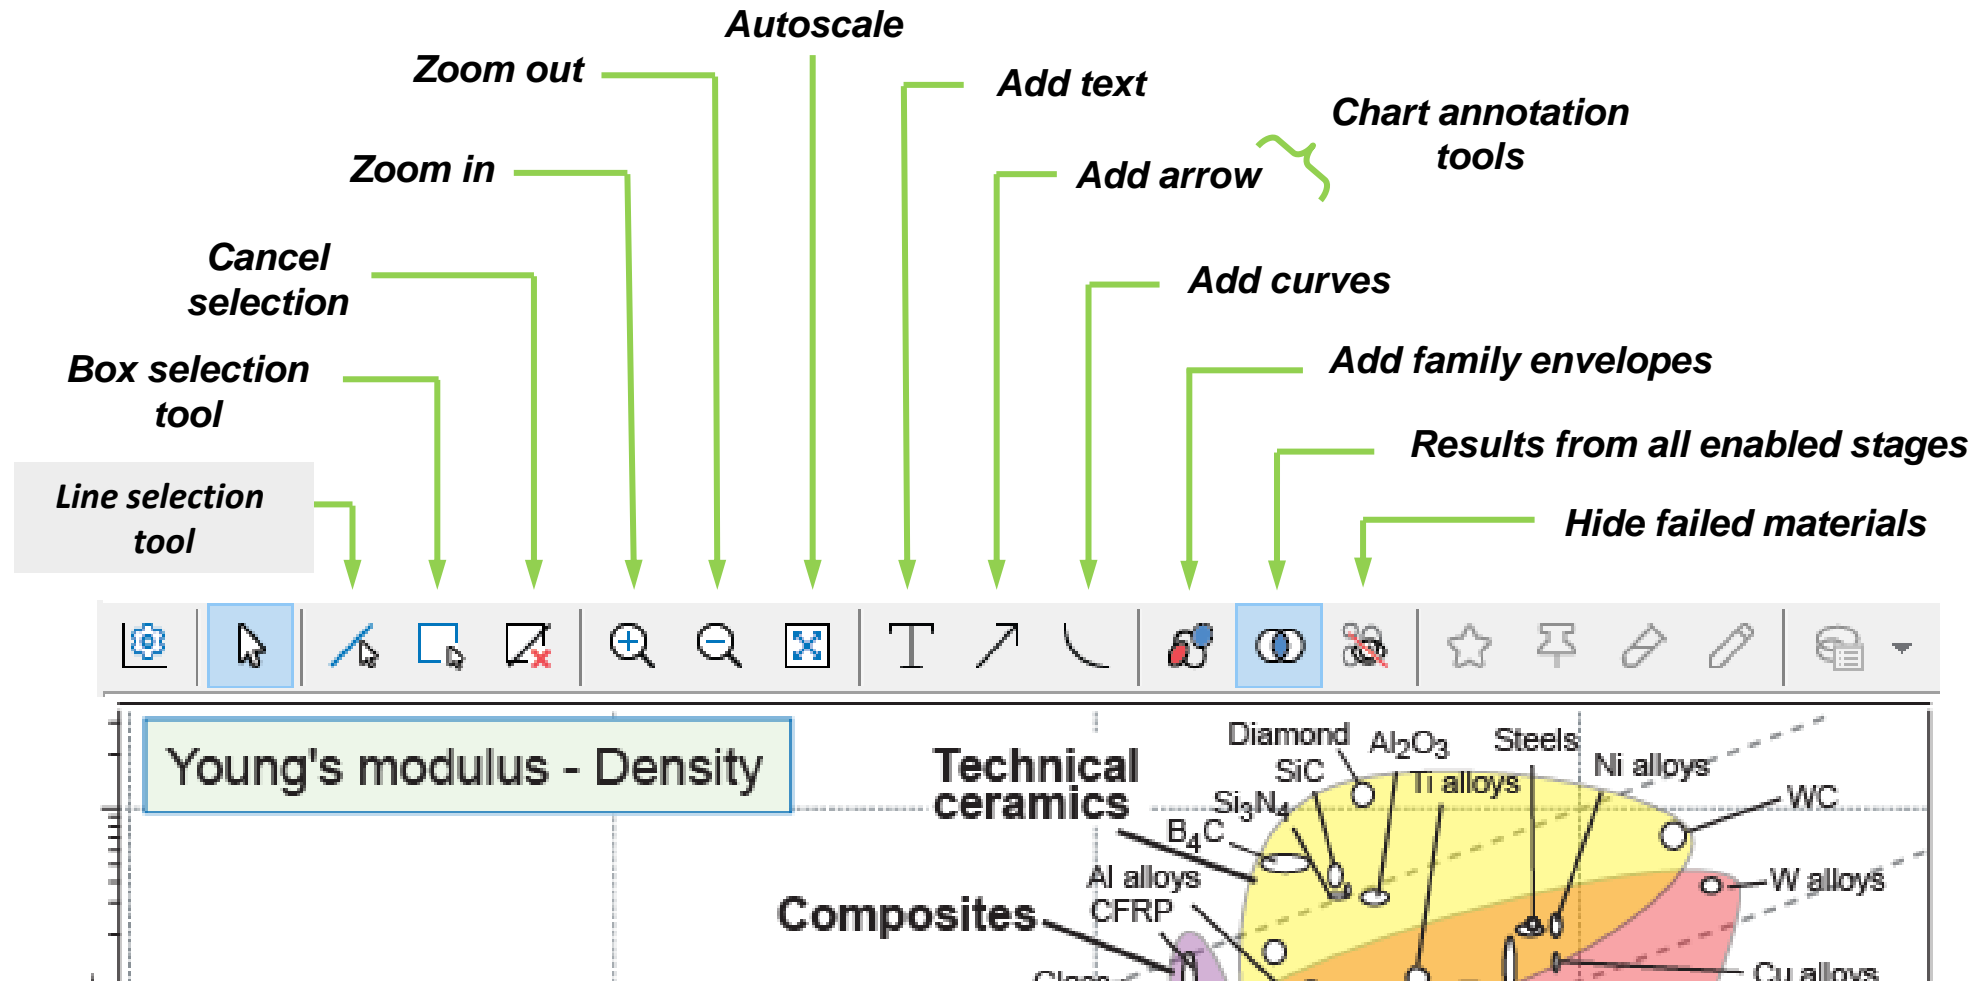 Autoscale
Zoom out
Add text
Chart annotation
tools
Zoom in
Add arrow
Cancel
selection
Add curves
Box selection
tool
Add family envelopes
Results from all enabled stages
Line selection
tool
Hide failed materials
Young's modulus - Density
Technical
ceramics
Diamond
Al2O3
Steels
Ni alloys
SiC
Ti alloys
Si3N4
WC
B4C
Al alloys
W alloys
CFRP
Composites
Glass
Cu alloys